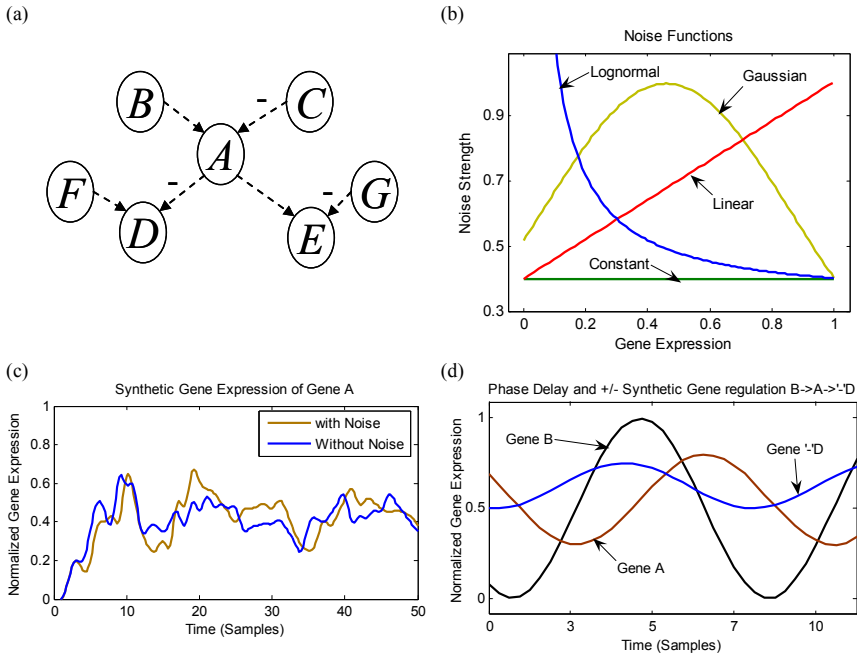 (a)
B
C
-
A
F
-
-
G
D
E
(b)
Noise Functions
Lognormal
Gaussian
0.9
0.7
0.5
0.3
Linear
Constant
Noise Strength
0
0.2
0.4
0.6
0.8
1
Gene Expression
(c)
Synthetic Gene Expression of Gene A
with Noise
Without Noise
1
0.8
0.6
0.4
0.2
0
Normalized Gene Expression
0
10
20
30
40
50
Time (Samples)
(d)
Phase Delay and +/- Synthetic Gene regulation B->A->'-'D
Gene B
Gene '-'D
Gene A
1
0.5
0
Normalized Gene Expression
0
3
5
7
10
Time (Samples)